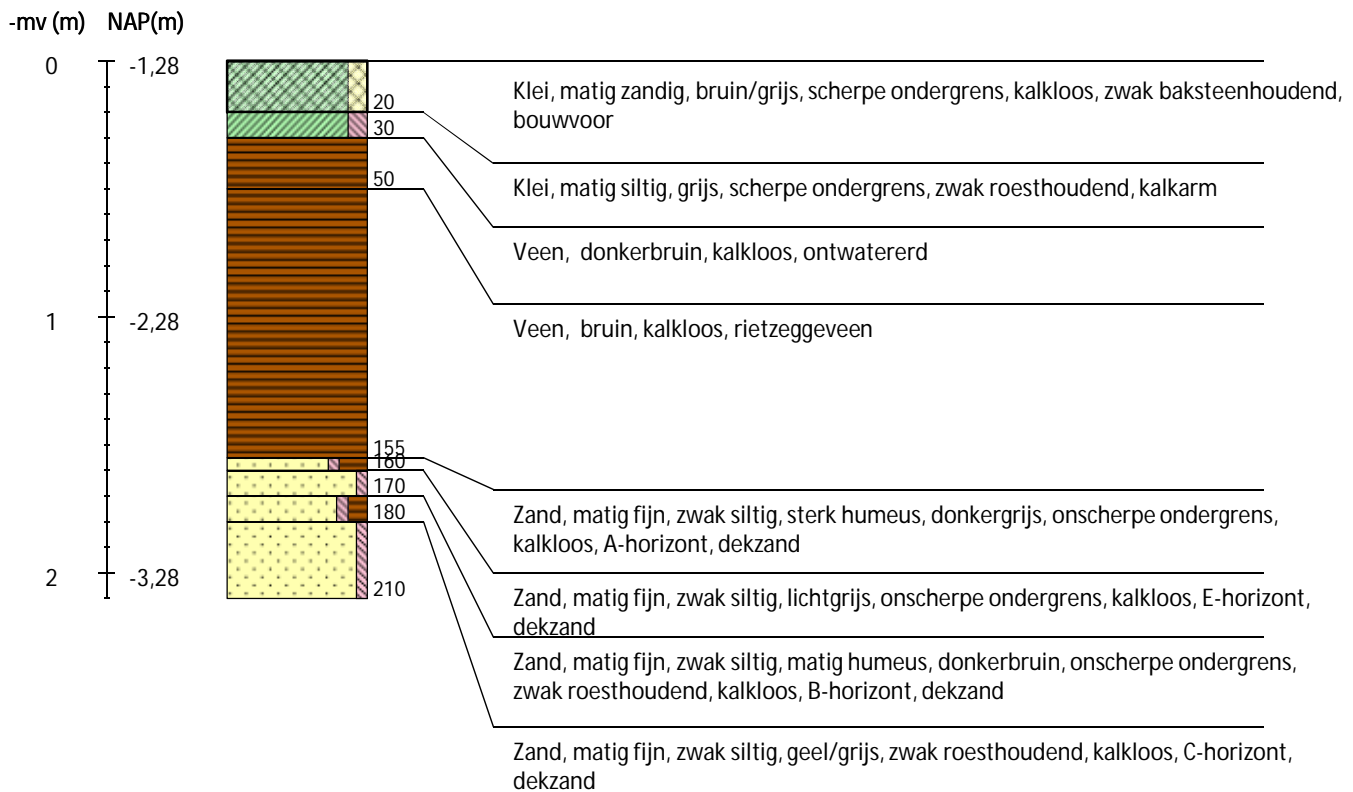 -mv (m) NAP(m)
0 -1,28
Klei, matig zandig, bruin/grijs, scherpe ondergrens, kalkloos, zwak baksteenhoudend,
bouwvoor
20
30
Klei, matig siltig, grijs, scherpe ondergrens, zwak roesthoudend, kalkarm
50
Veen, donkerbruin, kalkloos, ontwatererd
1 -2,28
Veen, bruin, kalkloos, rietzeggeveen
155
160
170
180
Zand, matig fijn, zwak siltig, sterk humeus, donkergrijs, onscherpe ondergrens,
kalkloos, A-horizont, dekzand
2 -3,28
210
Zand, matig fijn, zwak siltig, lichtgrijs, onscherpe ondergrens, kalkloos, E-horizont,
dekzand
Zand, matig fijn, zwak siltig, matig humeus, donkerbruin, onscherpe ondergrens,
zwak roesthoudend, kalkloos, B-horizont, dekzand
Zand, matig fijn, zwak siltig, geel/grijs, zwak roesthoudend, kalkloos, C-horizont,
dekzand